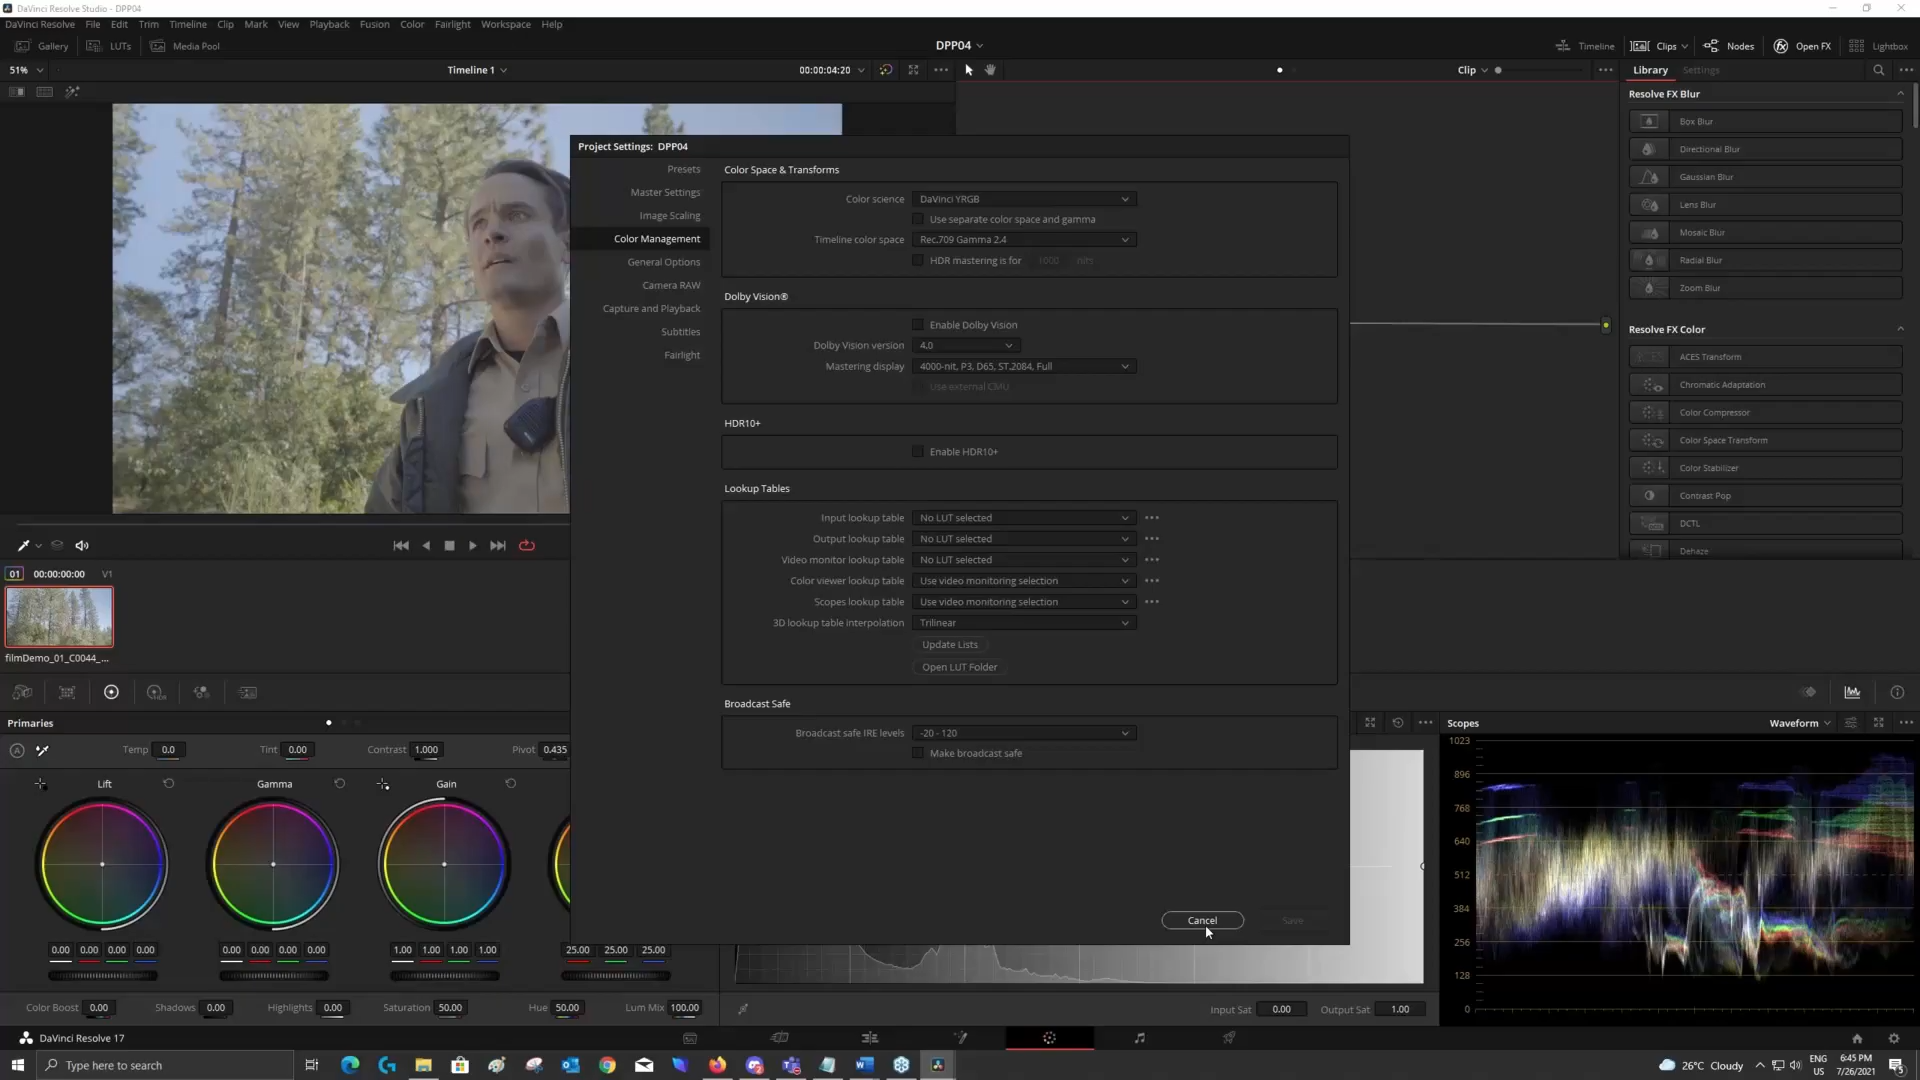 DaVinci Resolve Studio - DPP04
DaVinci Resolve File Edit Trim Timeline Clip Mark View Playback Fusion Color Fairlight Workspace Help
Gallery LUTs Media Pool DPP04 Timeline Clips Nodes Open FX Lightbox
51% Timeline 1 00:00:04:20 Clip Library Settings
Resolve FX Blur
Box Blur
Directional Blur
Gaussian Blur
Lens Blur
Mosaic Blur
Radial Blur
Zoom Blur
Resolve FX Color
ACES Transform
Chromatic Adaptation
Color Compressor
Color Space Transform
Color Stabilizer
Contrast Pop
DCTL
Dehaze
Project Settings: DPP04
Presets
Master Settings
Image Scaling
Color Management
General Options
Camera RAW
Capture and Playback
Subtitles
Fairlight
Color Space & Transforms
Color science DaVinci YRGB
Use separate color space and gamma
Timeline color space Rec.709 Gamma 2.4
HDR mastering is for 1000 nits
Dolby Vision®
Enable Dolby Vision
Dolby Vision version 4.0
Mastering display 4000-nit, P3, D65, ST.2084, Full
Use external CMU
HDR10+
Enable HDR10+
Lookup Tables
Input lookup table No LUT selected
Output lookup table No LUT selected
Video monitor lookup table No LUT selected
Color viewer lookup table Use video monitoring selection
Scopes lookup table Use video monitoring selection
3D lookup table interpolation Trilinear
Update Lists
Open LUT Folder
Broadcast Safe
Broadcast safe IRE levels -20 - 120
Make broadcast safe
Cancel Save
01 00:00:00:00 V1
filmDemo_01_C0044_...
Primaries
Temp 0.0 Tint 0.00 Contrast 1.000 Pivot 0.435
Lift Gamma Gain
0.00 0.00 0.00 0.00 0.00 0.00 0.00 0.00 1.00 1.00 1.00 1.00 25.00 25.00 25.00
Color Boost 0.00 Shadows 0.00 Highlights 0.00 Saturation 50.00 Hue 50.00 Lum Mix 100.00
Input Sat 0.00 Output Sat 1.00
Scopes Waveform
1023
896
768
640
512
384
256
128
0
DaVinci Resolve 17
Type here to search
26°C Cloudy
ENG
US
6:45 PM
7/26/2021
5